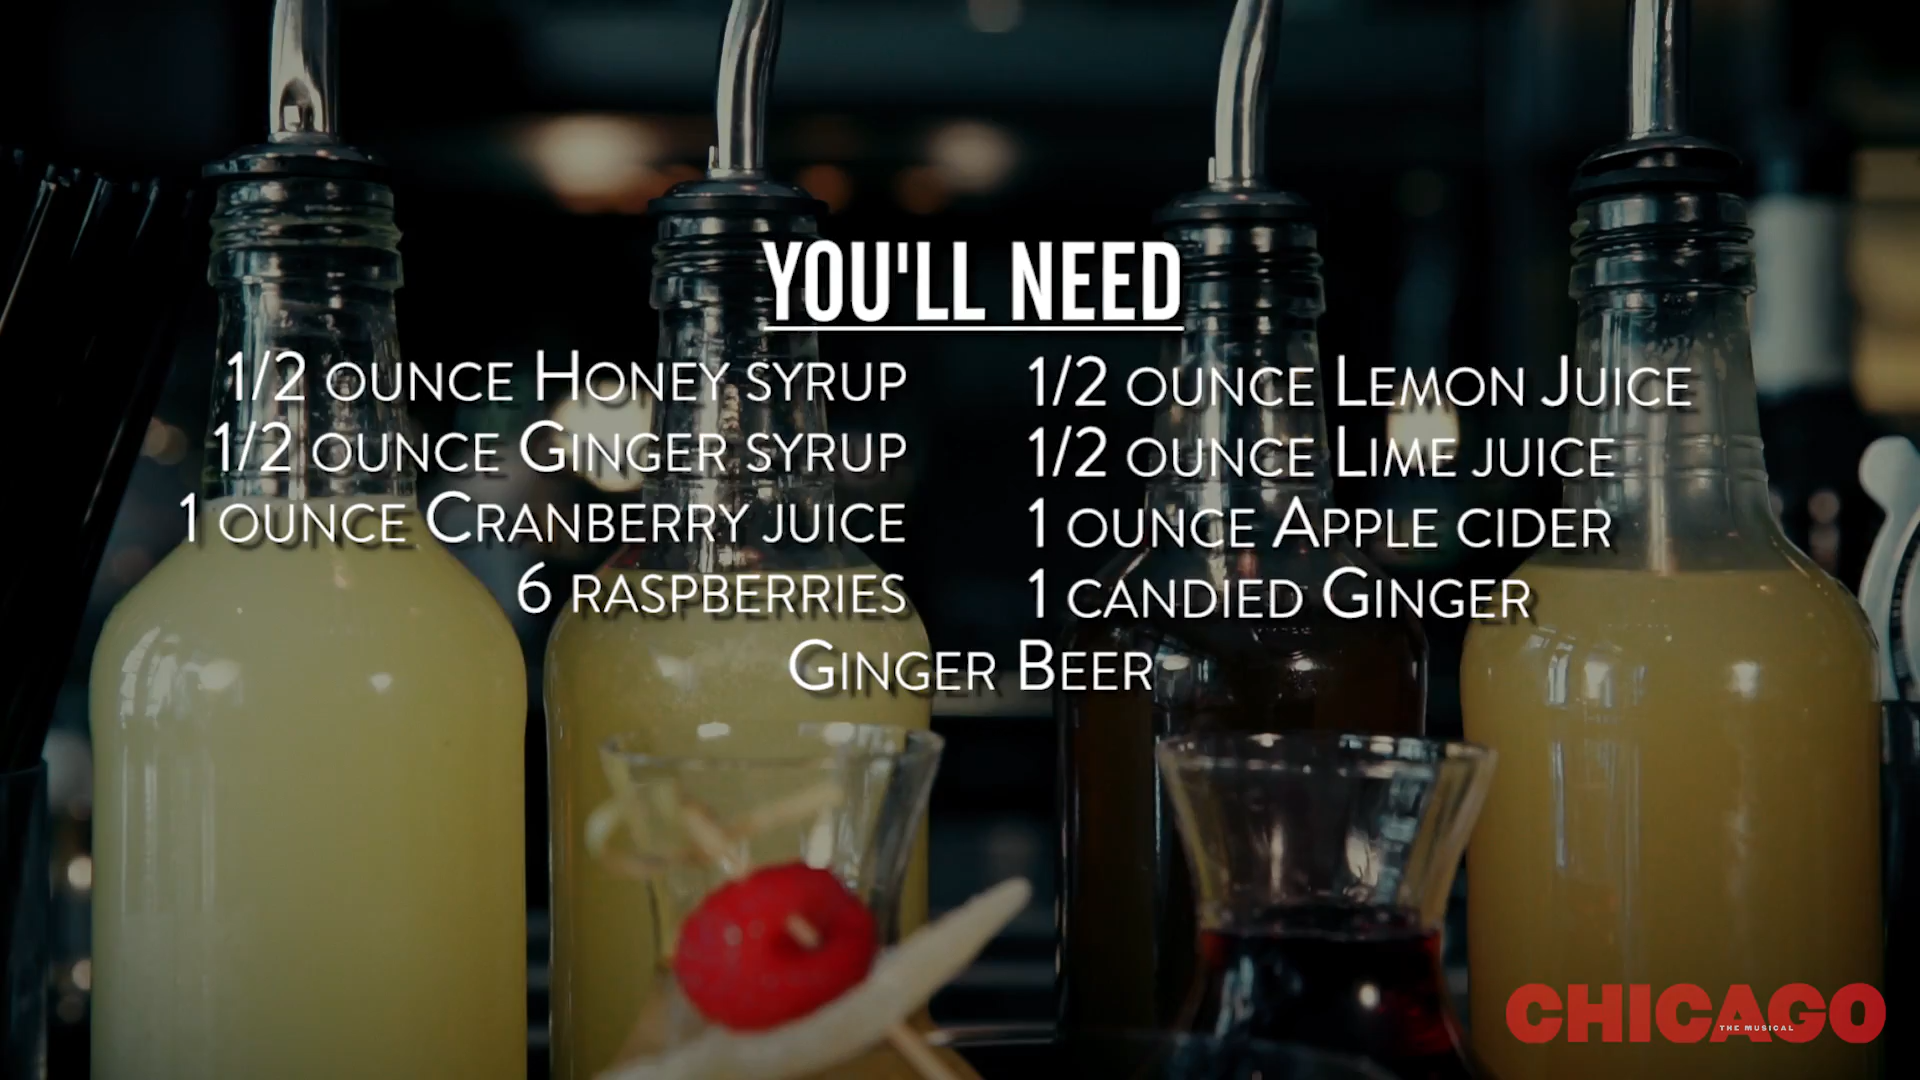 YOU'LL NEED
1/2 OUNCE HONEY SYRUP
1/2 OUNCE GINGER SYRUP
1 OUNCE CRANBERRY JUICE
6 RASPBERRIES
1/2 OUNCE LEMON JUICE
1/2 OUNCE LIME JUICE
1 OUNCE APPLE CIDER
1 CANDIED GINGER
GINGER BEER
CHICAGO
THE MUSICAL